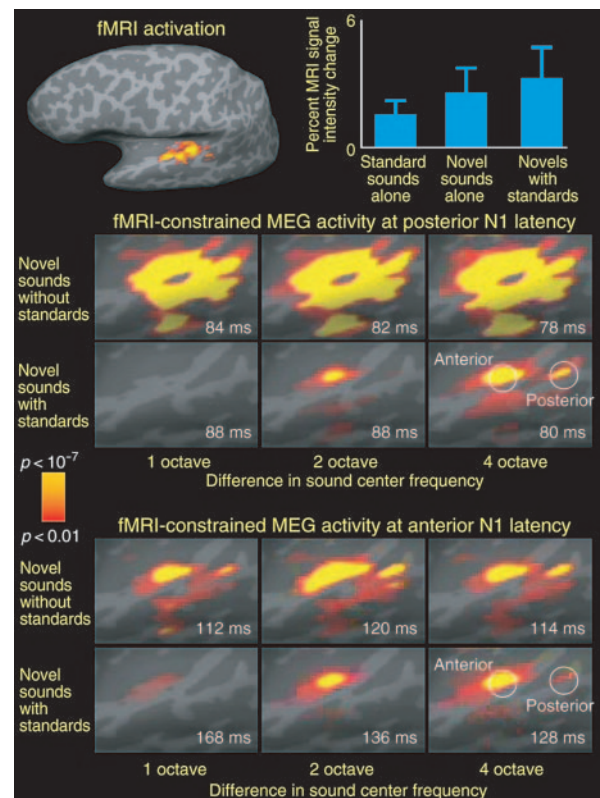 fMRI activation
6
Percent MRI signal
intensity change
0
Standard
sounds
alone
Novel
sounds
alone
Novels
with
standards
fMRI-constrained MEG activity at posterior N1 latency
Novel
sounds
without
standards
84 ms
82 ms
78 ms
Novel
sounds
with
standards
88 ms
88 ms
Anterior
Posterior
80 ms
1 octave
2 octave
4 octave
Difference in sound center frequency
p < 10⁻⁷
p < 0.01
fMRI-constrained MEG activity at anterior N1 latency
Novel
sounds
without
standards
112 ms
120 ms
114 ms
Novel
sounds
with
standards
168 ms
136 ms
Anterior
Posterior
128 ms
1 octave
2 octave
4 octave
Difference in sound center frequency